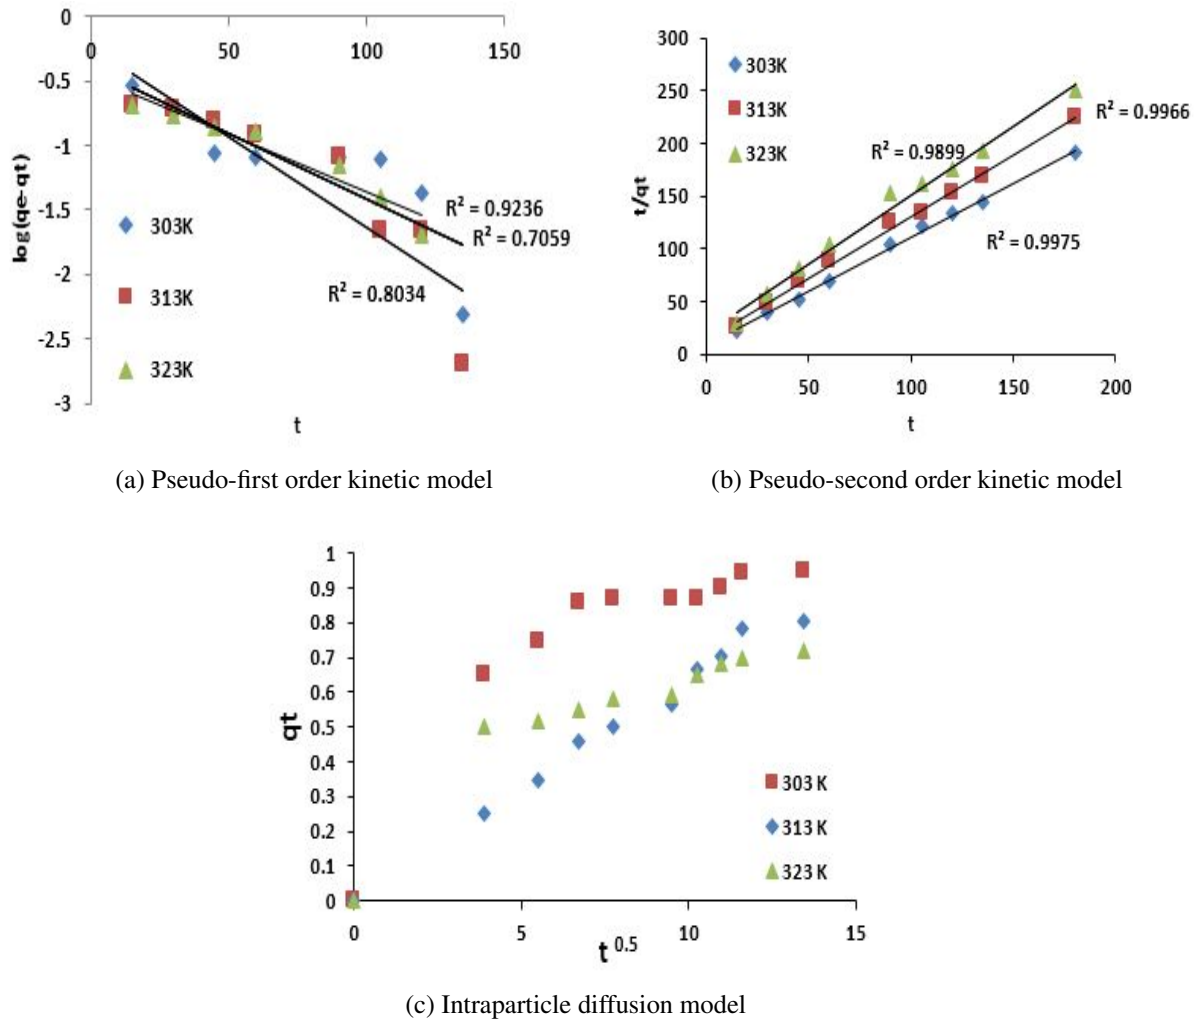 0
0
50
100
150
-0.5
-1
-1.5
-2
-2.5
-3
log(qe-qt)
t
303K
313K
323K
R² = 0.9236
R² = 0.7059
R² = 0.8034
(a) Pseudo-first order kinetic model
300
250
200
150
100
50
0
t/qt
0
50
100
150
200
t
303K
313K
323K
R² = 0.9966
R² = 0.9899
R² = 0.9975
(b) Pseudo-second order kinetic model
1
0.9
0.8
0.7
0.6
0.5
0.4
0.3
0.2
0.1
0
qt
0
5
10
15
t 0.5
303 K
313 K
323 K
(c) Intraparticle diffusion model